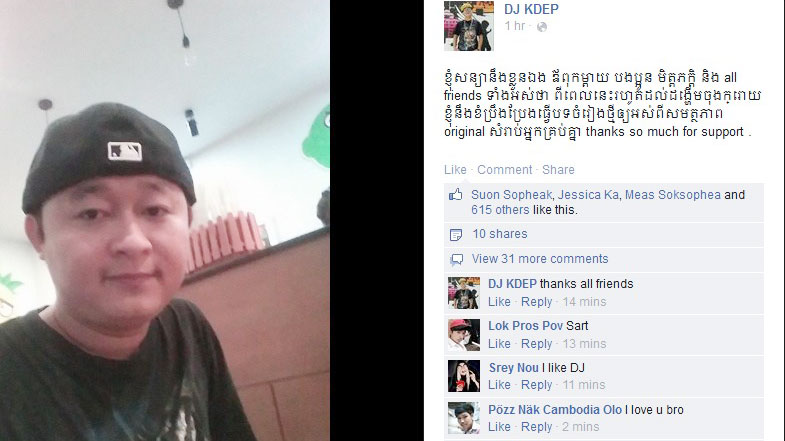 DJ KDEP
1 hr ·
ខ្ញុំសន្យានឹងខ្លួនឯង ឪពុកម្តាយ បងប្អូន មិត្តភក្តិ និង all
friends ទាំងអស់ថា ពីពេលនេះរហូតដល់ដង្ហើមចុងក្រោយ
ខ្ញុំនឹងខំប្រឹងប្រែងធ្វើបទចំរៀងថ្មីឲ្យអស់ពីសមត្ថភាព
original សំរាប់អ្នកគ្រប់គ្នា thanks so much for support .
Like · Comment · Share
Suon Sopheak, Jessica Ka, Meas Soksophea and
615 others like this.
10 shares
View 31 more comments
DJ KDEP thanks all friends
Like · Reply · 14 mins
Lok Pros Pov Sart
Like · Reply · 13 mins
Srey Nou I like DJ
Like · Reply · 11 mins
Pözz Näk Cambodia Olo I love u bro
Like · Reply · 2 mins